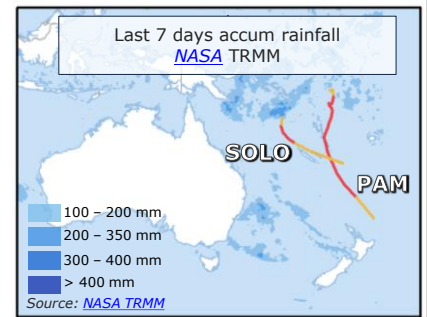 Last 7 days accum rainfall
NASA TRMM
SOLO
PAM
100 – 200 mm
200 – 350 mm
300 – 400 mm
> 400 mm
Source: NASA TRMM